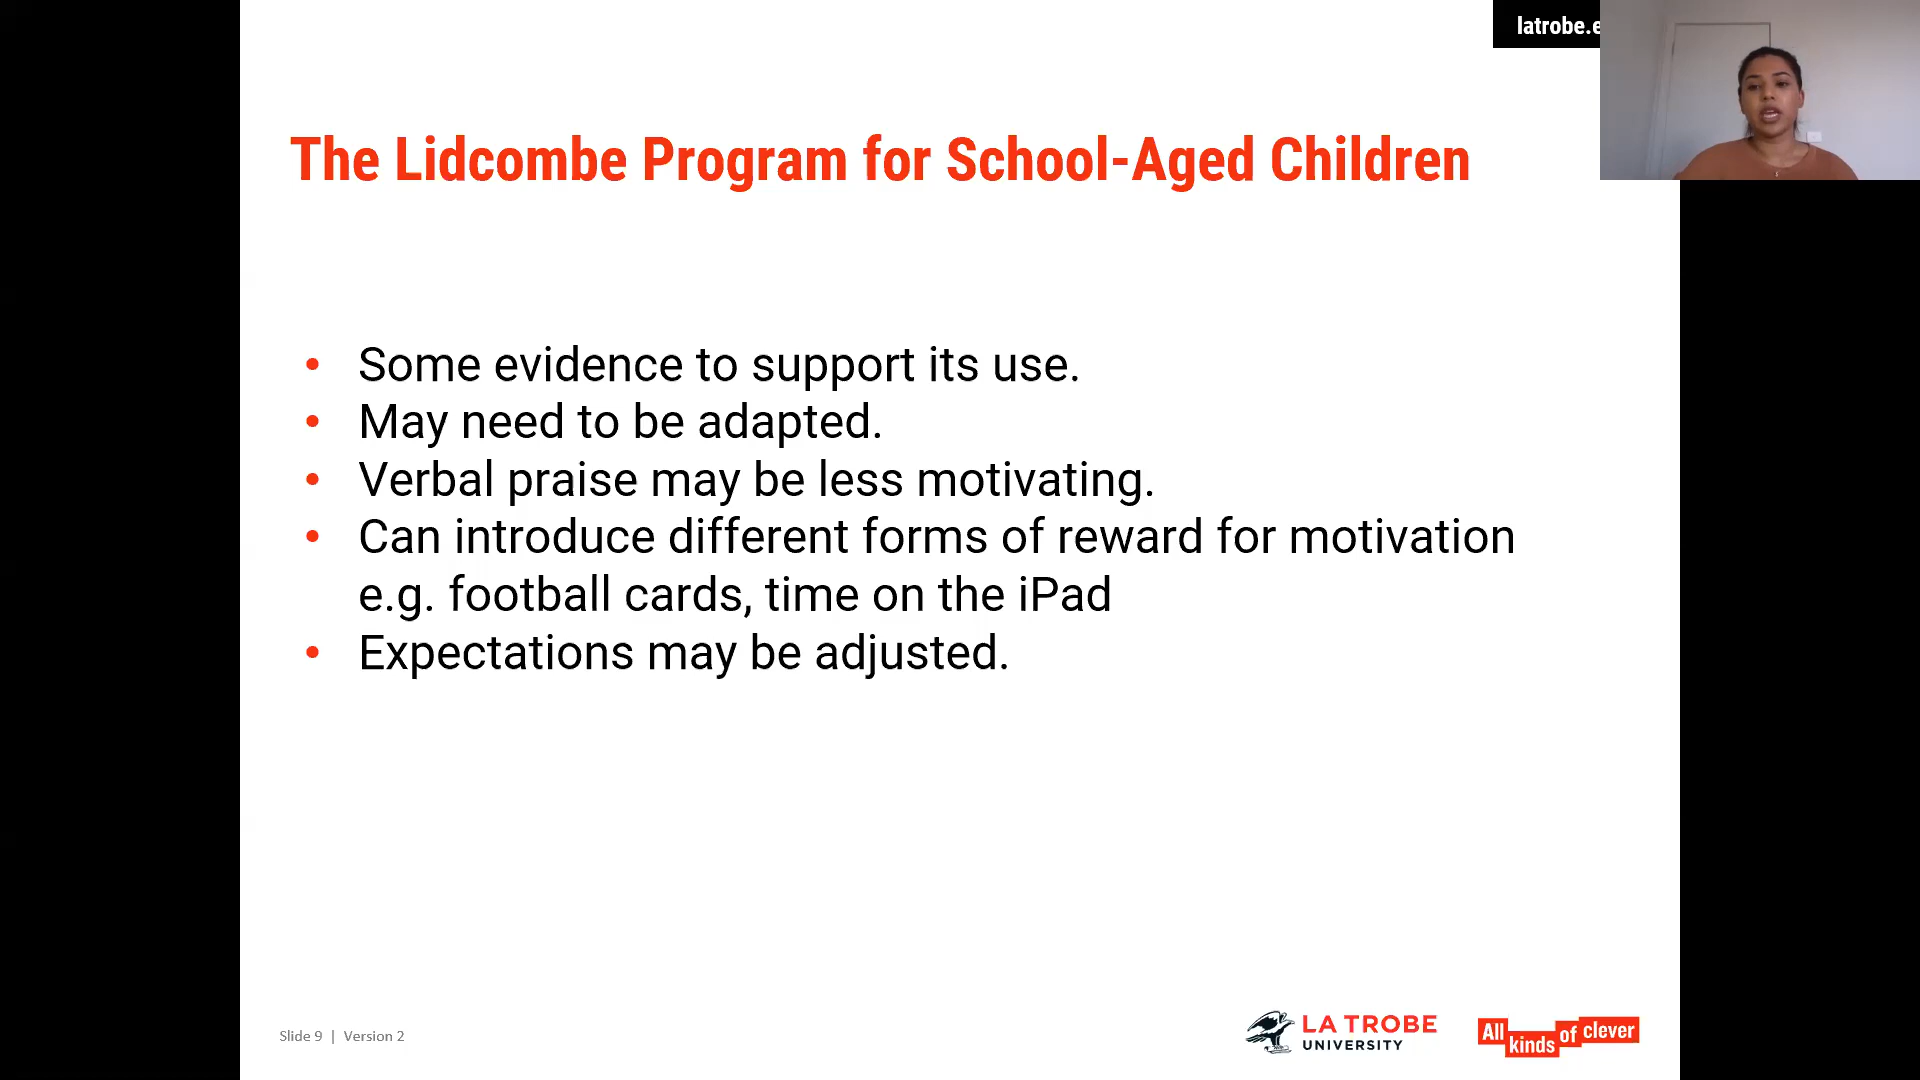 latrobe.e
The Lidcombe Program for School-Aged Children
• Some evidence to support its use.
• May need to be adapted.
• Verbal praise may be less motivating.
• Can introduce different forms of reward for motivation
e.g. football cards, time on the iPad
• Expectations may be adjusted.
Slide 9 | Version 2
LA TROBE
UNIVERSITY
All kinds of clever